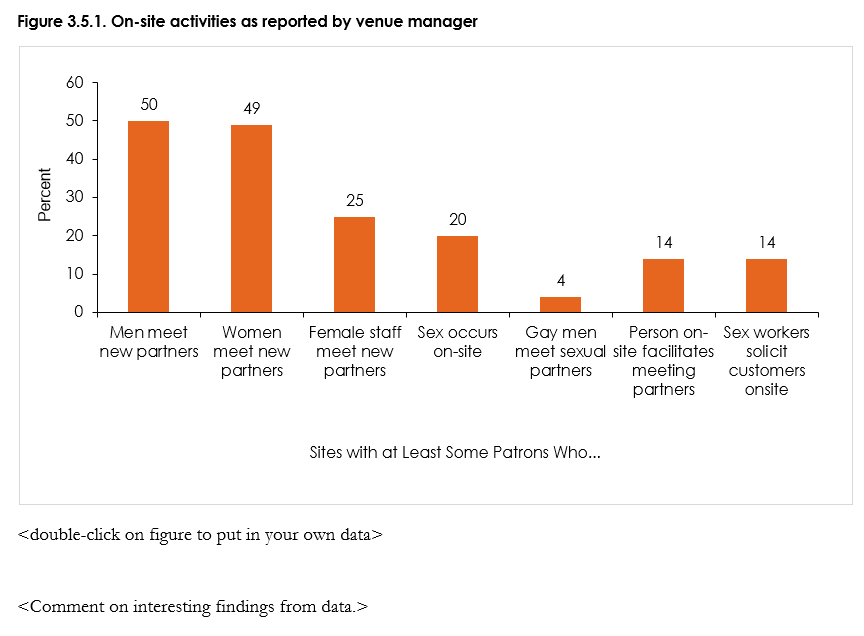 Figure 3.5.1. On-site activities as reported by venue manager
60
50
40
30
20
10
0
Percent
50
49
25
20
4
14
14
Men meet
new partners
Women
meet new
partners
Female staff
meet new
partners
Sex occurs
on-site
Gay men
meet sexual
partners
Person on-
site facilitates
meeting
partners
Sex workers
solicit
customers
onsite
Sites with at Least Some Patrons Who...
<double-click on figure to put in your own data>
<Comment on interesting findings from data.>